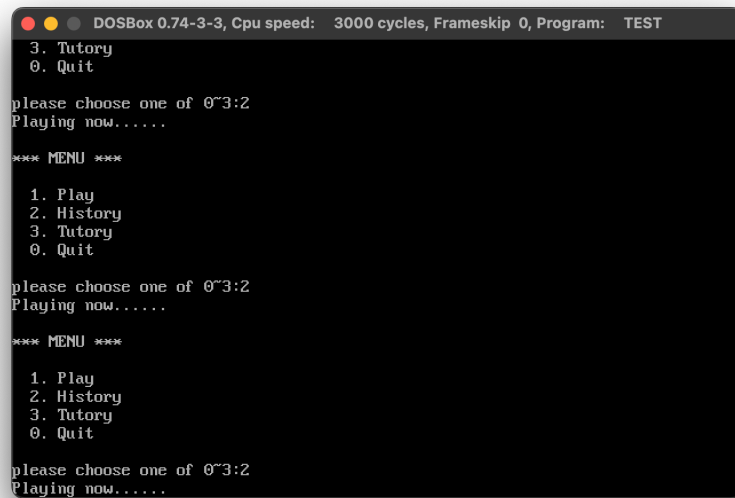 DOSBox 0.74-3-3, Cpu speed: 3000 cycles, Frameskip 0, Program: TEST
3. Tutory
0. Quit
please choose one of 0~3:2
Playing now......
*** MENU ***
1. Play
2. History
3. Tutory
0. Quit
please choose one of 0~3:2
Playing now......
*** MENU ***
1. Play
2. History
3. Tutory
0. Quit
please choose one of 0~3:2
Playing now......